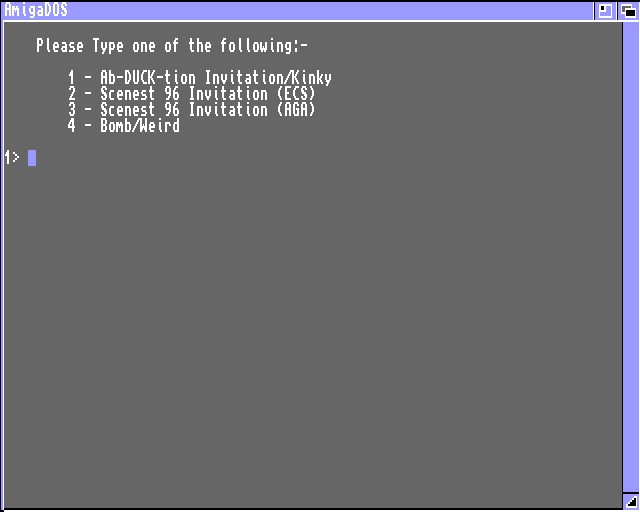 AmigaDOS
Please Type one of the following:-
1 - Ab-DUCK-tion Invitation/Kinky
2 - Scenest 96 Invitation (ECS)
3 - Scenest 96 Invitation (AGA)
4 - Bomb/Weird
1>